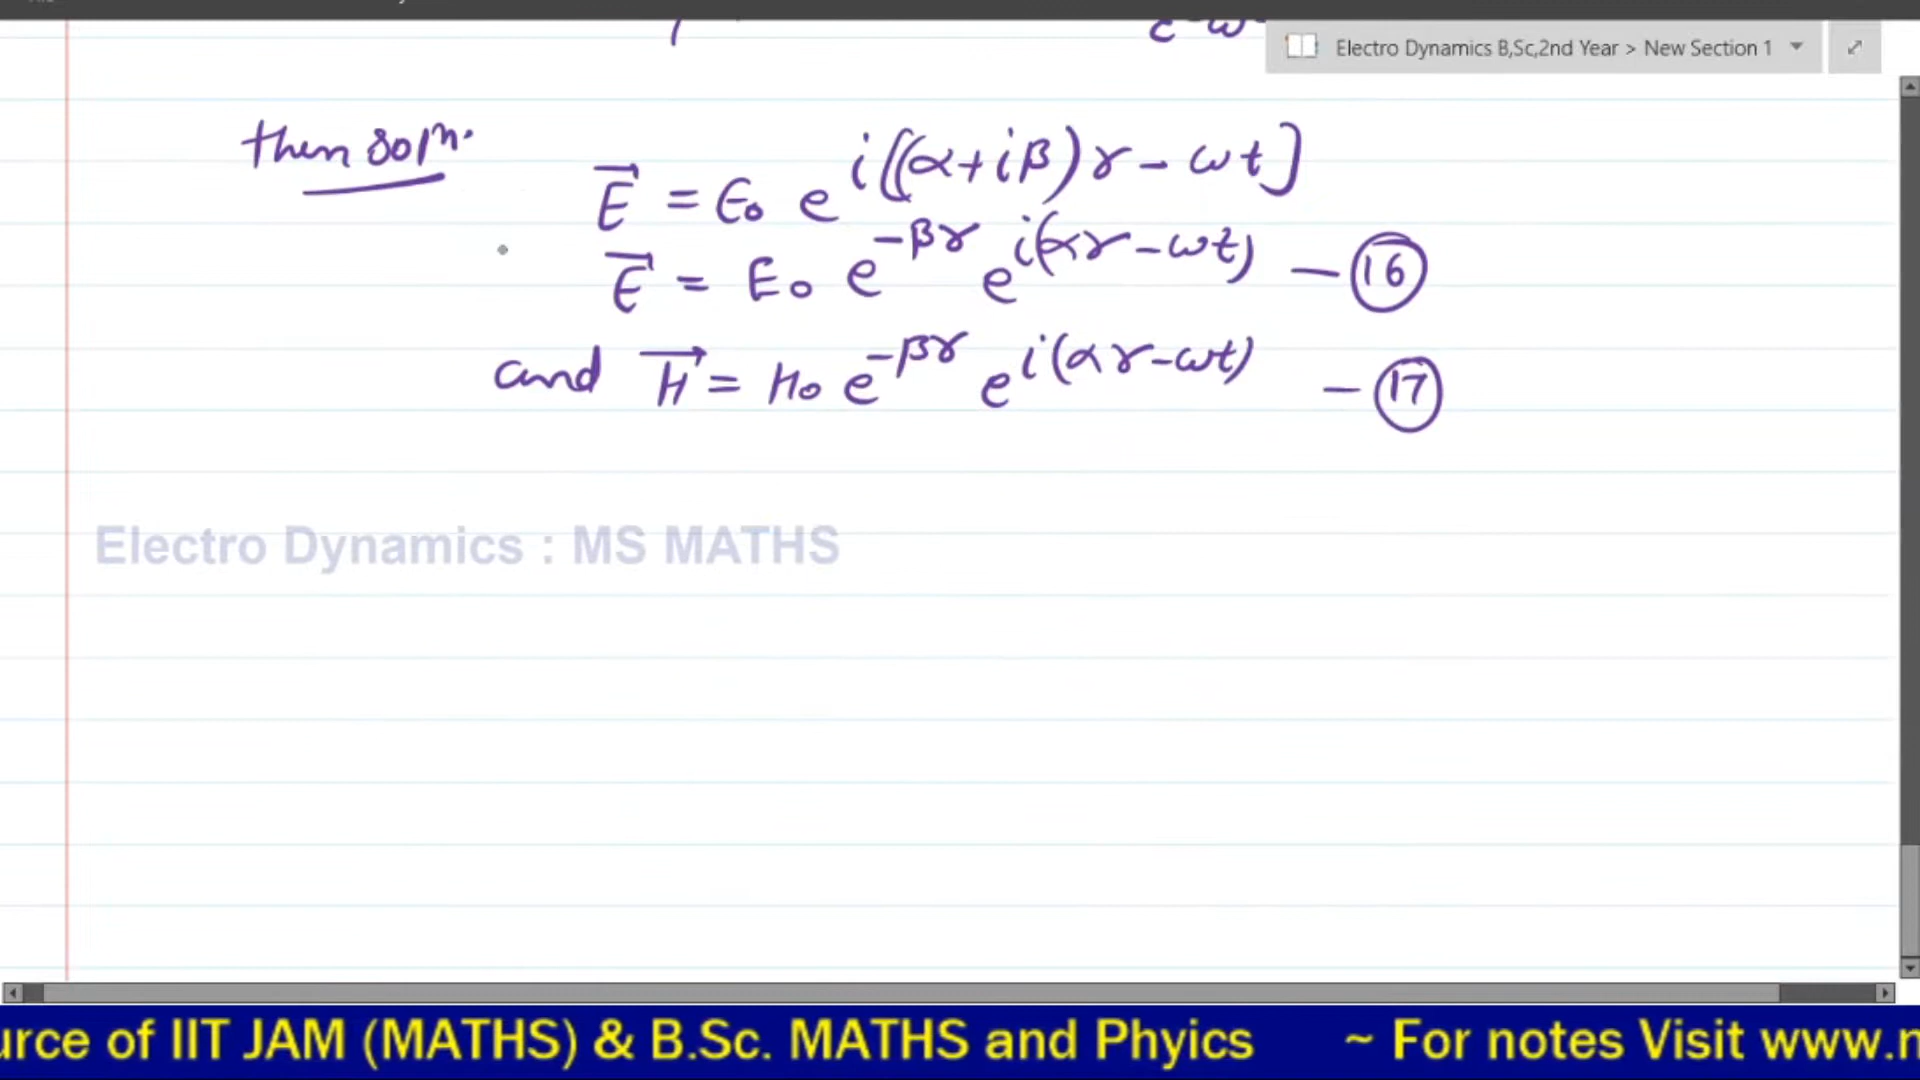 Electro Dynamics B,Sc,2nd Year > New Section 1
then soln.
E⃗ = E₀ e^{i[(α+iβ)r - ωt]}
E⃗ = E₀ e^{-βr} e^{i(αr - ωt)} — ⑯
and H⃗ = H₀ e^{-βr} e^{i(αr - ωt)} — ⑰
Electro Dynamics : MS MATHS
urce of IIT JAM (MATHS) & B.Sc. MATHS and Phyics ~ For notes Visit www.